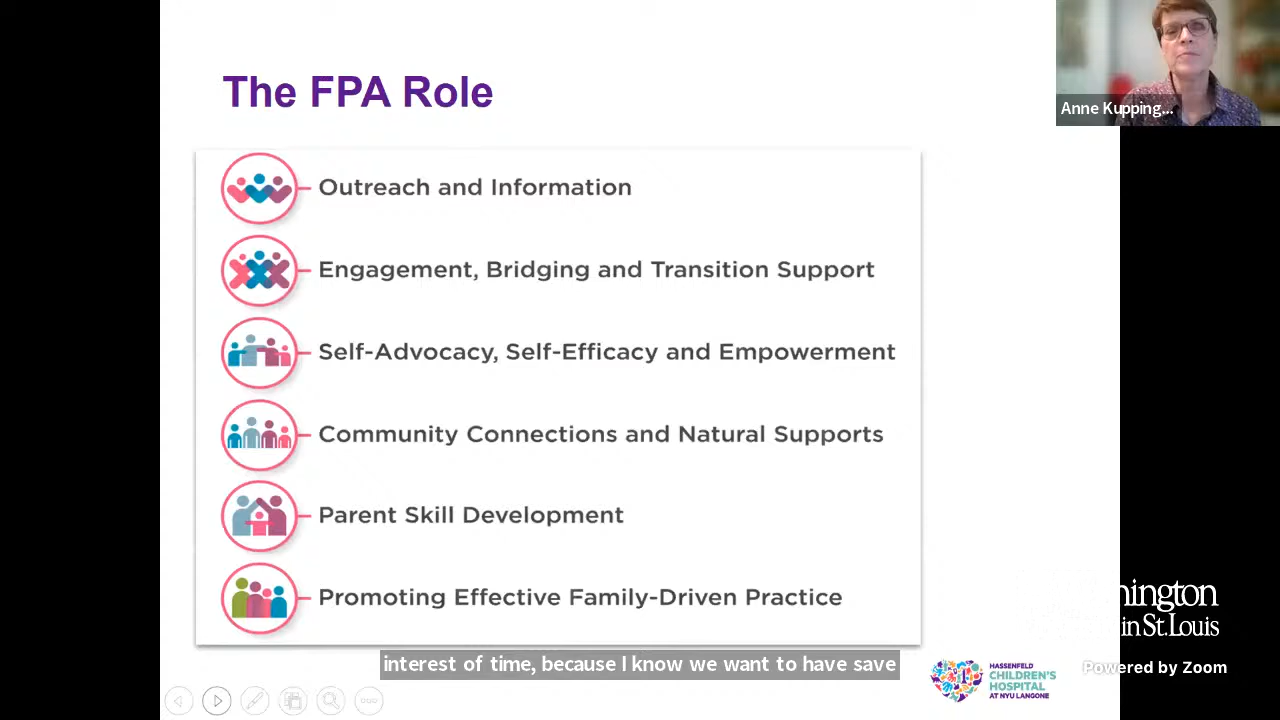 The FPA Role
Anne Kupping...
Outreach and Information
Engagement, Bridging and Transition Support
Self-Advocacy, Self-Efficacy and Empowerment
Community Connections and Natural Supports
Parent Skill Development
Promoting Effective Family-Driven Practice
nington
in St. Louis
interest of time, because I know we want to have save
HASSENFELD
CHILDREN'S
HOSPITAL
AT NYU LANGONE
Powered by Zoom